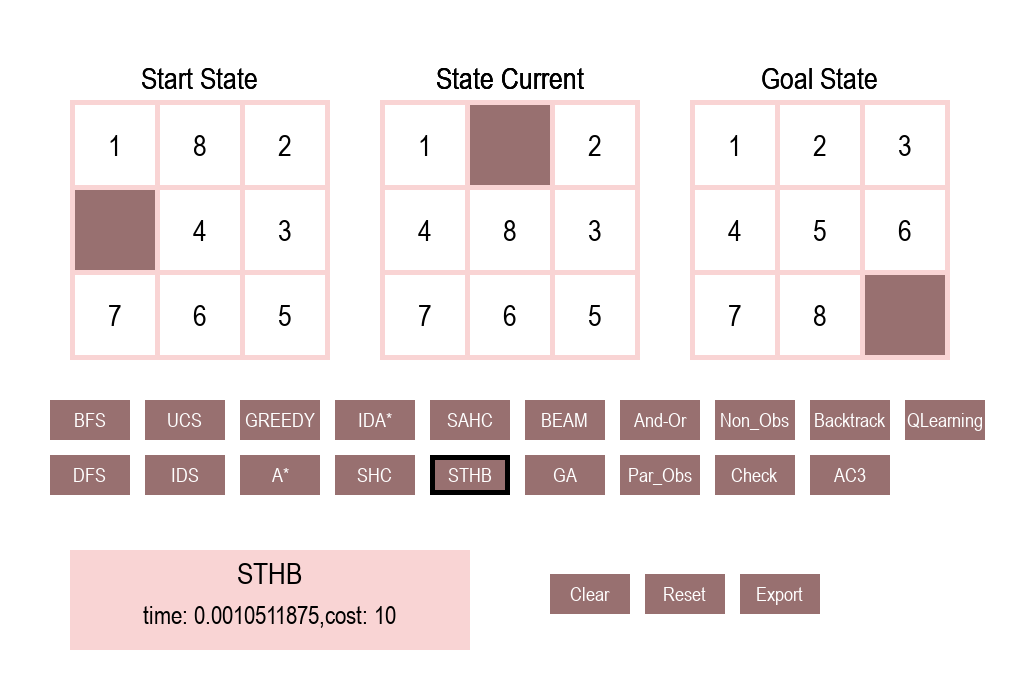 Start State State Current Goal State
1 8 2 1 2 1 2 3
4 3 4 8 3 4 5 6
7 6 5 7 6 5 7 8
BFS UCS GREEDY IDA* SAHC BEAM And-Or Non_Obs Backtrack QLearning
DFS IDS A* SHC STHB GA Par_Obs Check AC3
STHB
time: 0.0010511875,cost: 10
Clear Reset Export